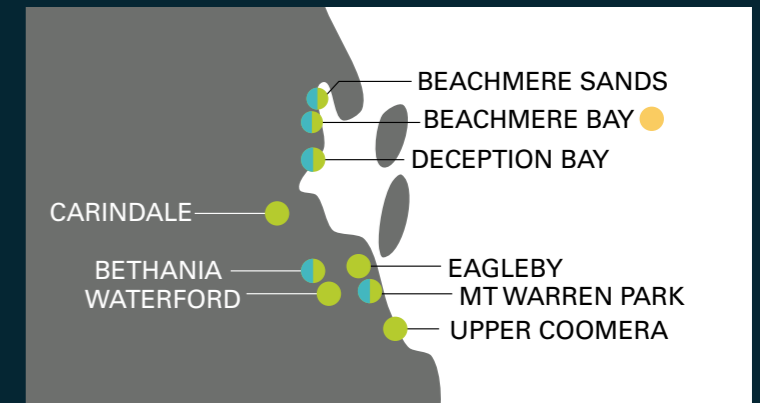 BEACHMERE SANDS
BEACHMERE BAY
DECEPTION BAY
CARINDALE
BETHANIA
EAGLEBY
WATERFORD
MT WARREN PARK
UPPER COOMERA